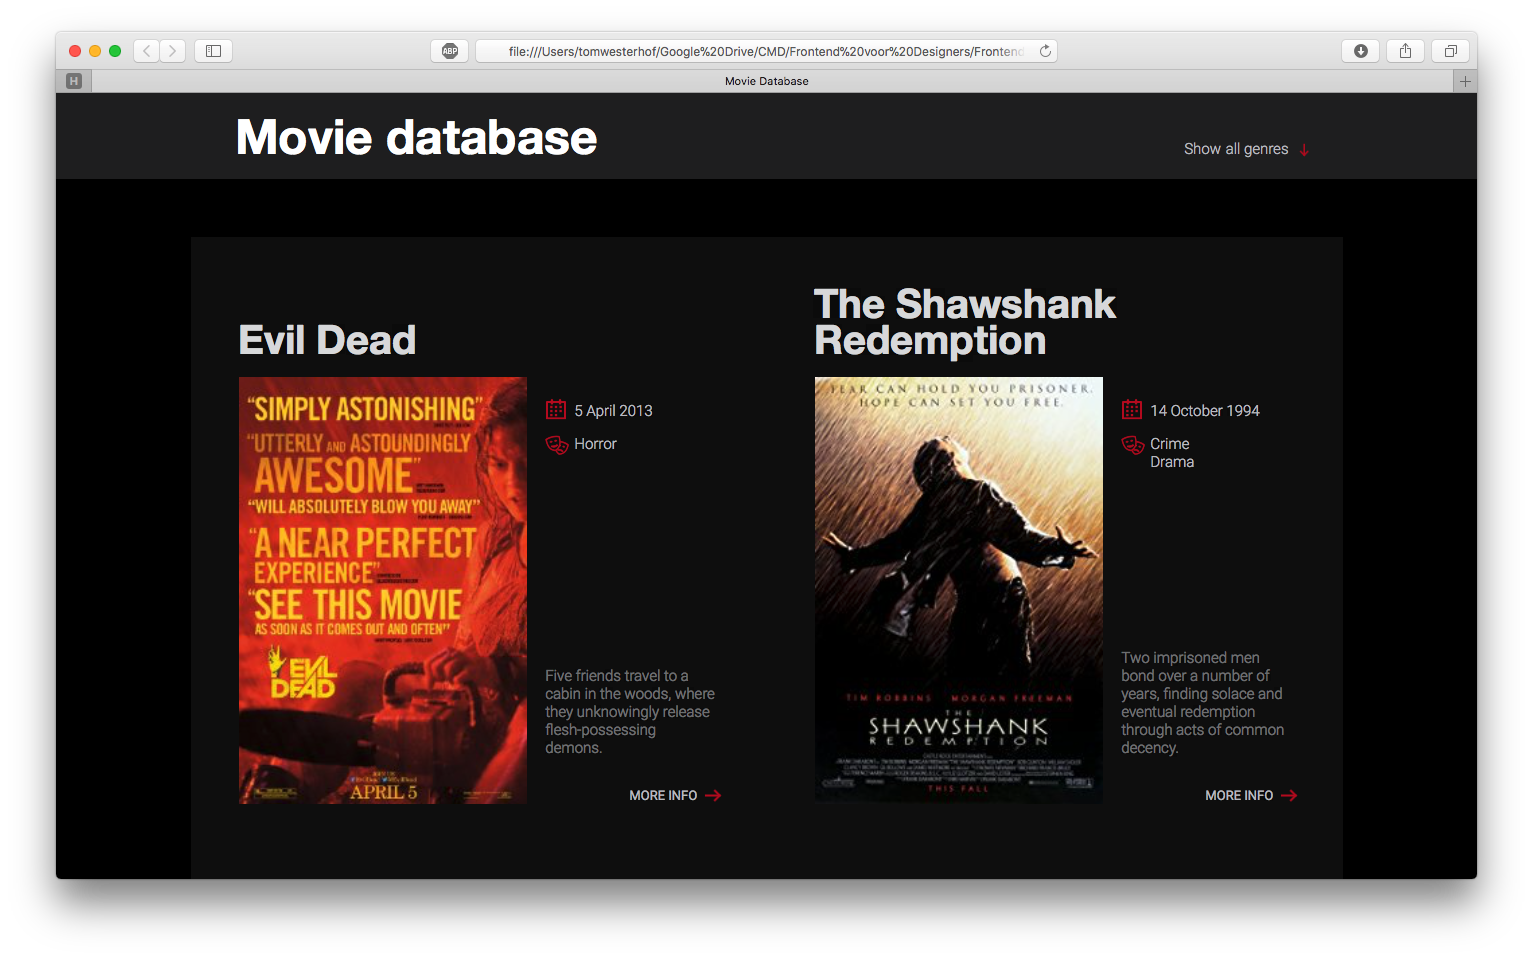 ABP
file:///Users/tomwesterhof/Google%20Drive/CMD/Frontend%20voor%20Designers/Frontend
H
Movie Database
Movie database
Show all genres
Evil Dead
"SIMPLY ASTONISHING"
"UTTERLY AND ASTOUNDINGLY
AWESOME"
"WILL ABSOLUTELY BLOW YOU AWAY"
"A NEAR PERFECT
EXPERIENCE"
"SEE THIS MOVIE
AS SOON AS IT COMES OUT AND OFTEN"
EVIL
DEAD
APRIL 5
5 April 2013
Horror
Five friends travel to a
cabin in the woods, where
they unknowingly release
flesh-possessing
demons.
MORE INFO
The Shawshank
Redemption
FEAR CAN HOLD YOU PRISONER.
HOPE CAN SET YOU FREE.
TIM ROBBINS MORGAN FREEMAN
THE
SHAWSHANK
REDEMPTION
THIS FALL
14 October 1994
Crime
Drama
Two imprisoned men
bond over a number of
years, finding solace and
eventual redemption
through acts of common
decency.
MORE INFO